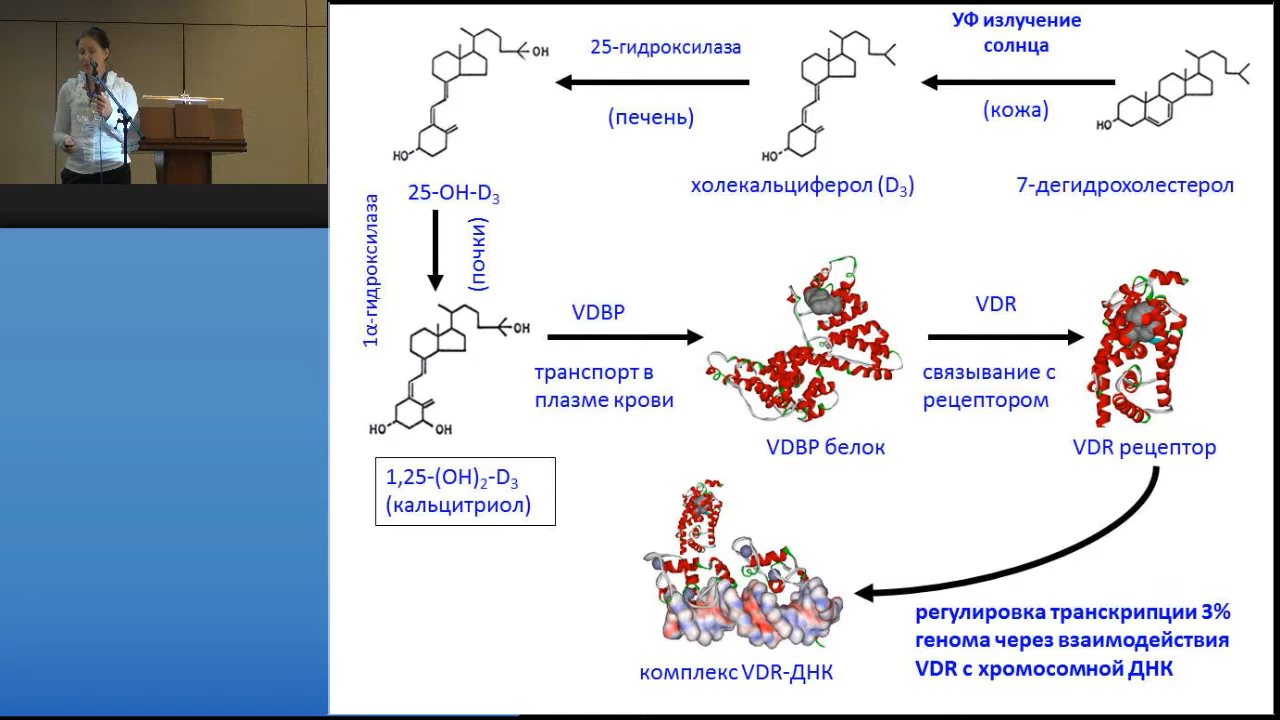 УФ излучение
солнца
(кожа)
HO
7-дегидрохолестерол
25-гидроксилаза
(печень)
HO
холекальциферол (D₃)
OH
HO
25-OH-D₃
1α-гидроксилаза
(почки)
OH
HO
OH
1,25-(OH)₂-D₃
(кальцитриол)
VDBP
транспорт в
плазме крови
VDBP белок
VDR
связывание с
рецептором
VDR рецептор
регулировка транскрипции 3%
генома через взаимодействия
VDR с хромосомной ДНК
комплекс VDR-ДНК